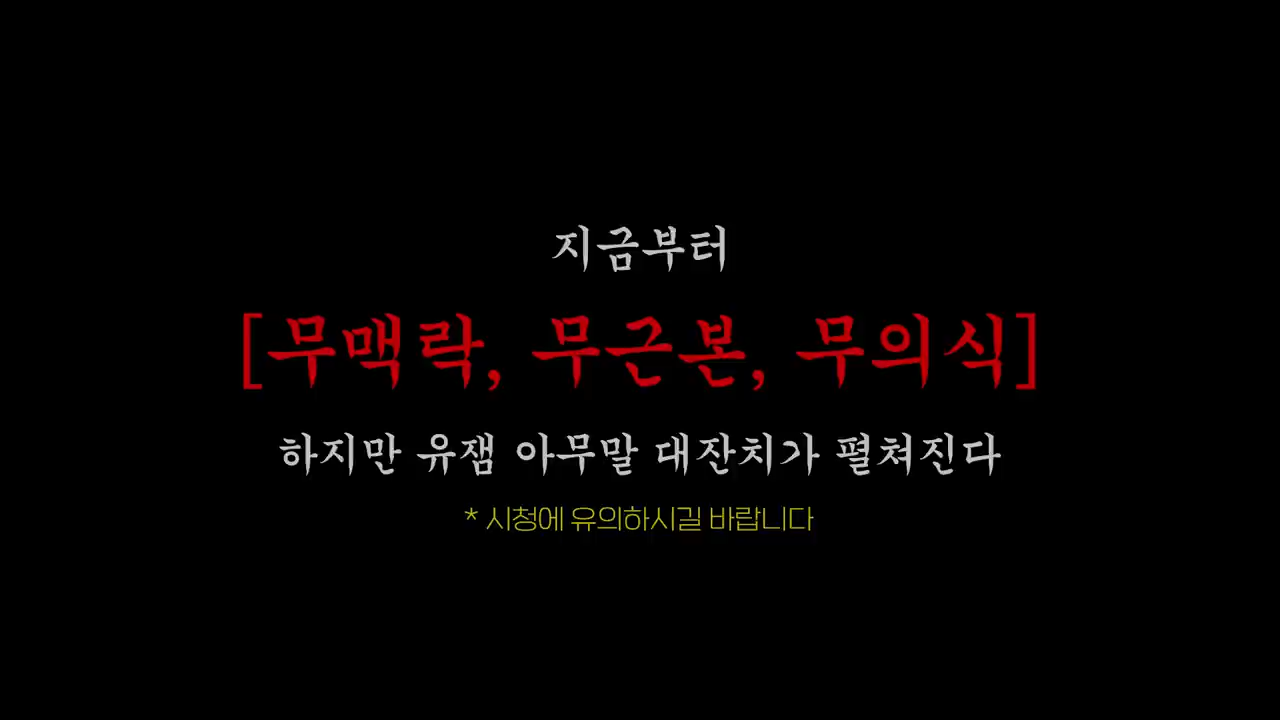 지금부터
[무맥락, 무근본, 무의식]
하지만 유잼 아무말 대잔치가 펼쳐진다
* 시청에 유의하시길 바랍니다